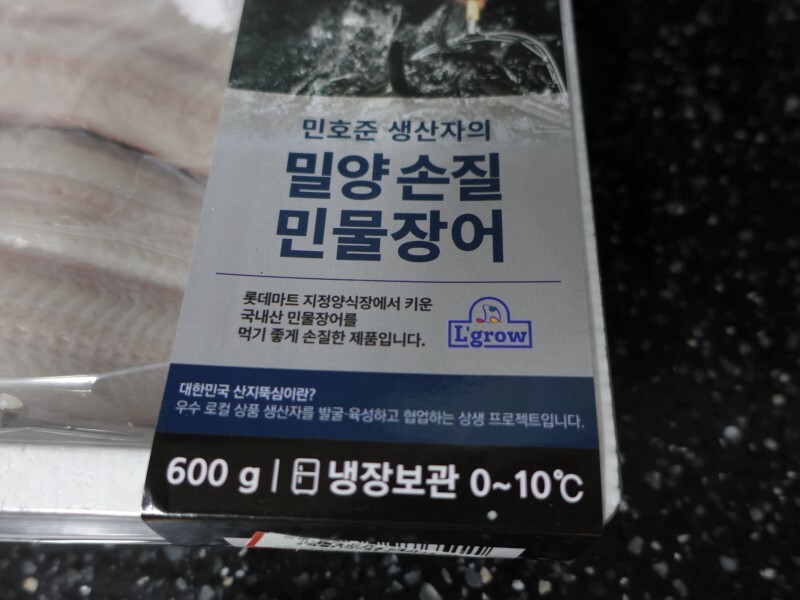 민호준 생산자의
밀양 손질
민물장어
롯데마트 지정양식장에서 키운
국내산 민물장어를
먹기 좋게 손질한 제품입니다.
L'grow
대한민국 산지뚝심이란?
우수 로컬 상품 생산자를 발굴·육성하고 협업하는 상생 프로젝트입니다.
600 g | 냉장보관 0~10℃